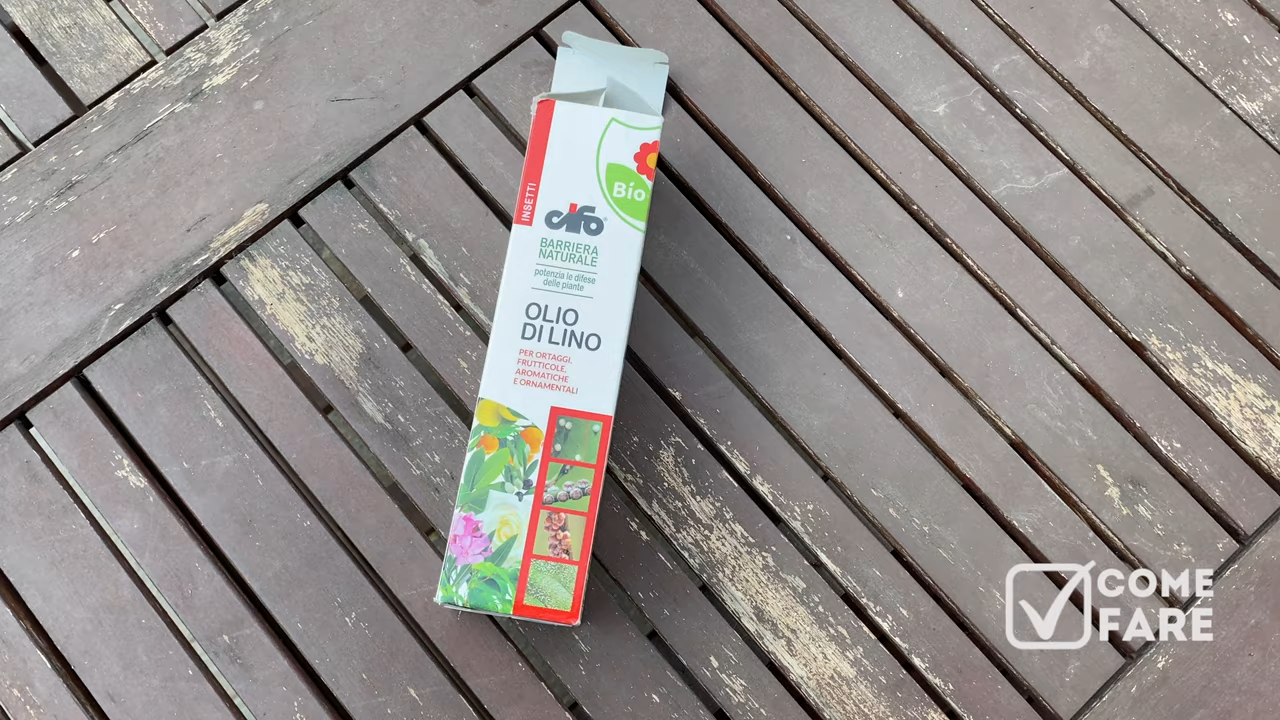 INSETTI
Bio
CIFO®
BARRIERA
NATURALE
potenzia le difese
delle piante
OLIO
DI LINO
PER ORTAGGI,
FRUTTICOLE,
AROMATICHE
E ORNAMENTALI
COME
FARE